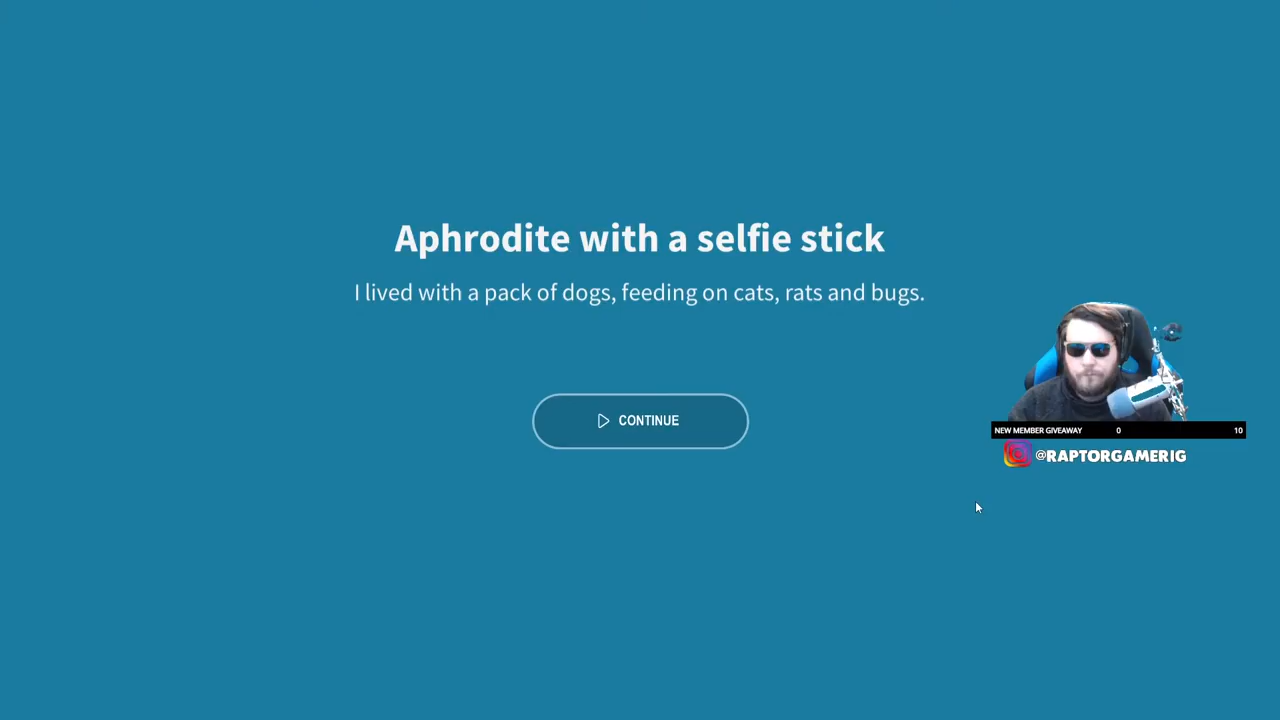 Aphrodite with a selfie stick
I lived with a pack of dogs, feeding on cats, rats and bugs.
CONTINUE
NEW MEMBER GIVEAWAY 0 10
@RAPTORGAMERIG